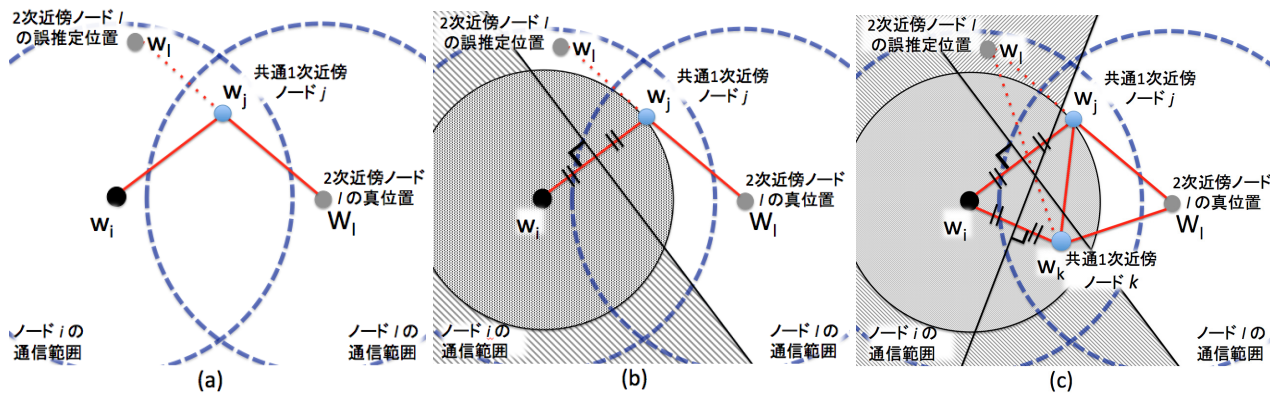 2次近傍ノード l
の誤推定位置
w_l
共通1次近傍
ノード j
w_j
2次近傍ノード
l の真位置
W_l
w_i
ノード i の
通信範囲
ノード l の
通信範囲
(a)
2次近傍ノード l
の誤推定位置
w_l
共通1次近傍
ノード j
w_j
2次近傍ノード
l の真位置
W_l
w_i
ノード i の
通信範囲
ノード l の
通信範囲
(b)
2次近傍ノード l
の誤推定位置
w_l
共通1次近傍
ノード j
w_j
2次近傍ノード
l の真位置
W_l
w_i
w_k
共通1次近傍
ノード k
ノード i の
通信範囲
ノード l の
通信範囲
(c)